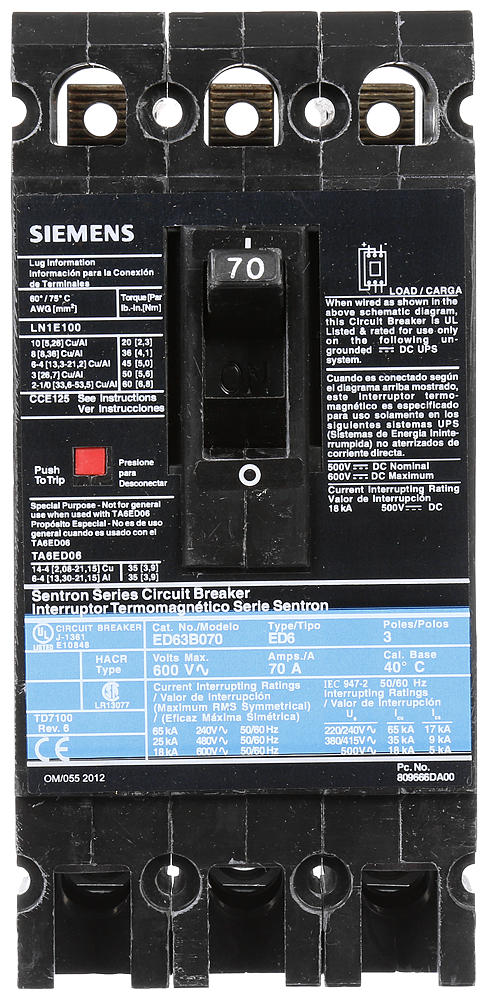 SIEMENS
Lug Information
Información para la Conexión
de Terminales
60° / 75° C
AWG [mm²]
Torque[Par]
lb.-in.[Nm]
LN1E100
10 [5,26] Cu/Al 20 [2,3]
8 [8,36] Cu/Al 36 [4,1]
6-4 [13,3-21,2] Cu/Al 45 [5,0]
3 [26,7] Cu/Al 50 [5,6]
2-1/0 [33,6-53,5] Cu/Al 60 [6,8]
CCE125 See Instructions
Ver Instrucciones
Push
To Trip
Presione
para
Desconectar
Special Purpose - Not for general
use when used with TA6ED06
Propósito Especial - No es de uso
general cuando es usado con el
TA6ED06
TA6ED06
14-4 [2,08-21,15] Cu 35 [3,9]
6-4 [13,30-21,15] Al 35 [3,9]
70
ON
O
+ -
LOAD / CARGA
When wired as shown in the
above schematic diagram,
this Circuit Breaker is UL
Listed & rated for use only
on the following un-
grounded DC UPS
system.
Cuando es conectado según
el diagrama arriba mostrado,
este Interruptor termo-
magnético es especificado
para uso solamente en los
siguientes sistemas UPS
(Sistemas de Energía Ininte-
rrumpida) no aterrizados de
corriente directa.
500V DC Nominal
600V DC Maximum
Current Interrupting Rating
Valor de Interrupción
18 kA 500V DC
Sentron Series Circuit Breaker
Interruptor Termomagnético Serie Sentron
UL
LISTED
CIRCUIT BREAKER
J-1361
E10848
HACR
Type
LR13077
TD7100
Rev. 6
CE
Cat. No./Modelo Type/Tipo Poles/Polos
ED63B070 ED6 3
Volts Max. Amps./A Cal. Base
600 V∿ 70 A 40° C
Current Interrupting Ratings
/ Valor de Interrupción
(Maximum RMS Symmetrical)
/ (Eficaz Máxima Simétrica)
65 kA 240V∿ 50/60 Hz
25 kA 480V∿ 50/60 Hz
18 kA 600V∿ 50/60 Hz
IEC 947-2 50/60 Hz
Interrupting Ratings
/ Valor de Interrupción
Ue Icu Ics
220/240V∿ 65 kA 17 kA
380/415V∿ 35 kA 9 kA
500V∿ 18 kA 5 kA
OM/055 2012
Pc. No.
809666DA00